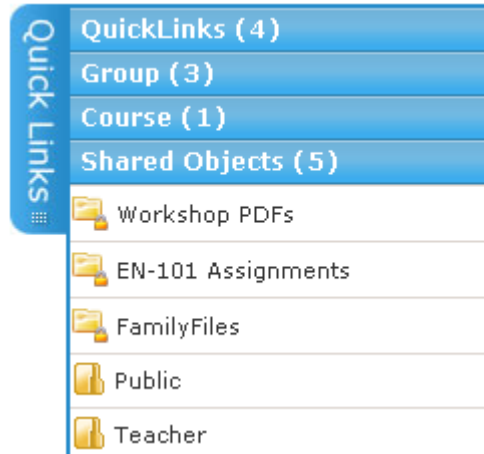 Quick Links
QuickLinks (4)
Group (3)
Course (1)
Shared Objects (5)
Workshop PDFs
EN-101 Assignments
FamilyFiles
Public
Teacher